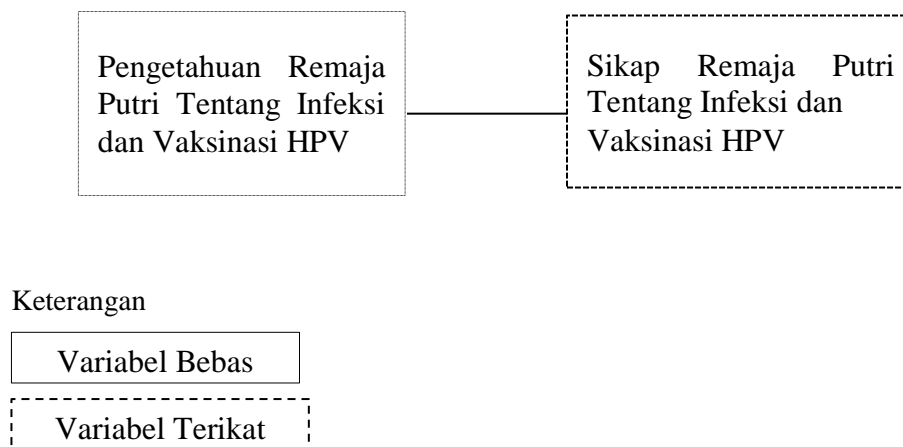 Pengetahuan Remaja
Putri Tentang Infeksi
dan Vaksinasi HPV
Sikap Remaja Putri
Tentang Infeksi dan
Vaksinasi HPV
Keterangan
Variabel Bebas
Variabel Terikat